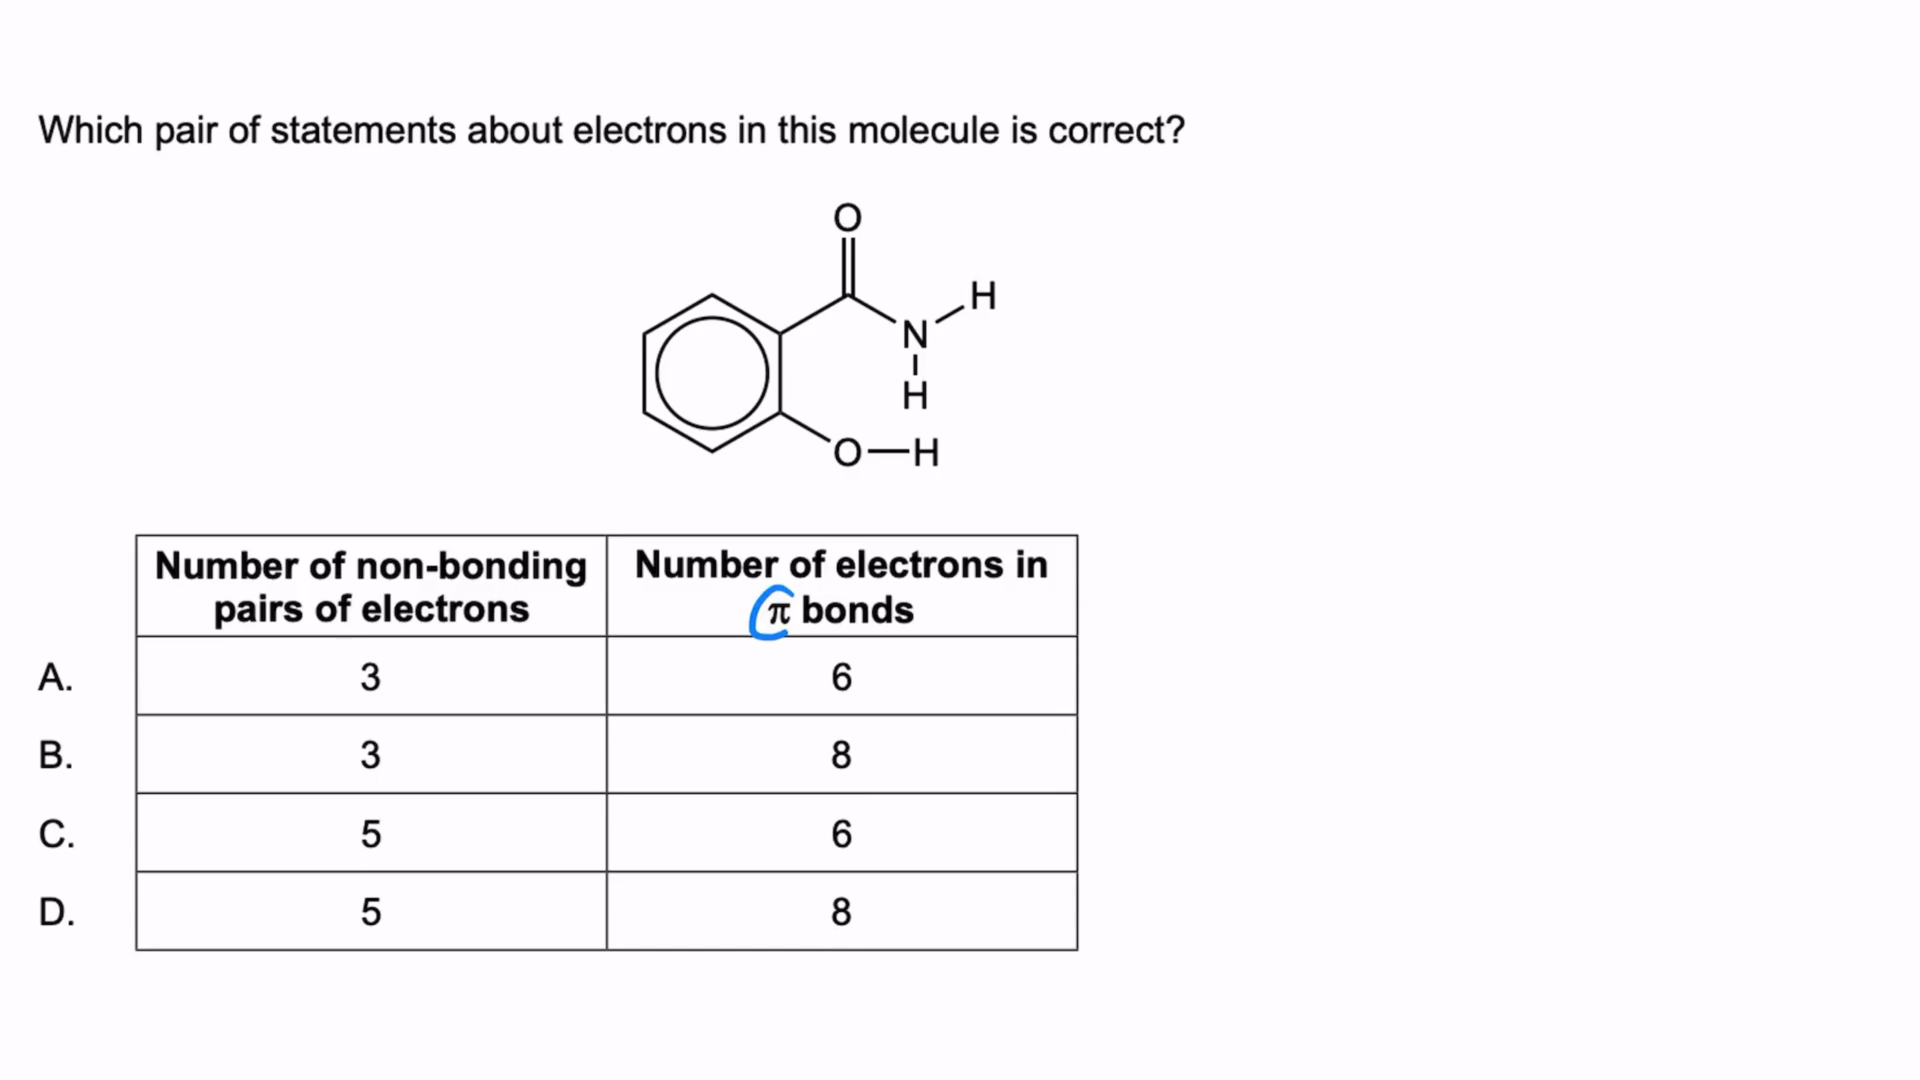 Which pair of statements about electrons in this molecule is correct?
O
H
N
H
O—H
Number of non-bonding pairs of electrons
Number of electrons in π bonds
A. 3 6
B. 3 8
C. 5 6
D. 5 8